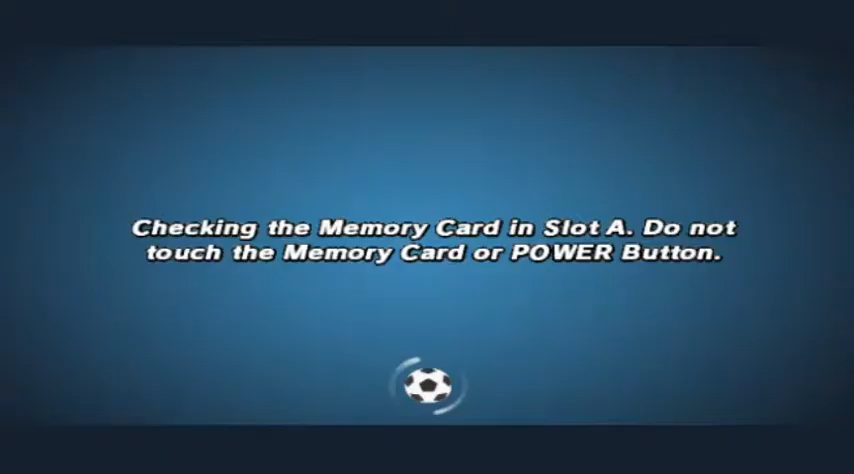 Checking the Memory Card in Slot A. Do not
touch the Memory Card or POWER Button.